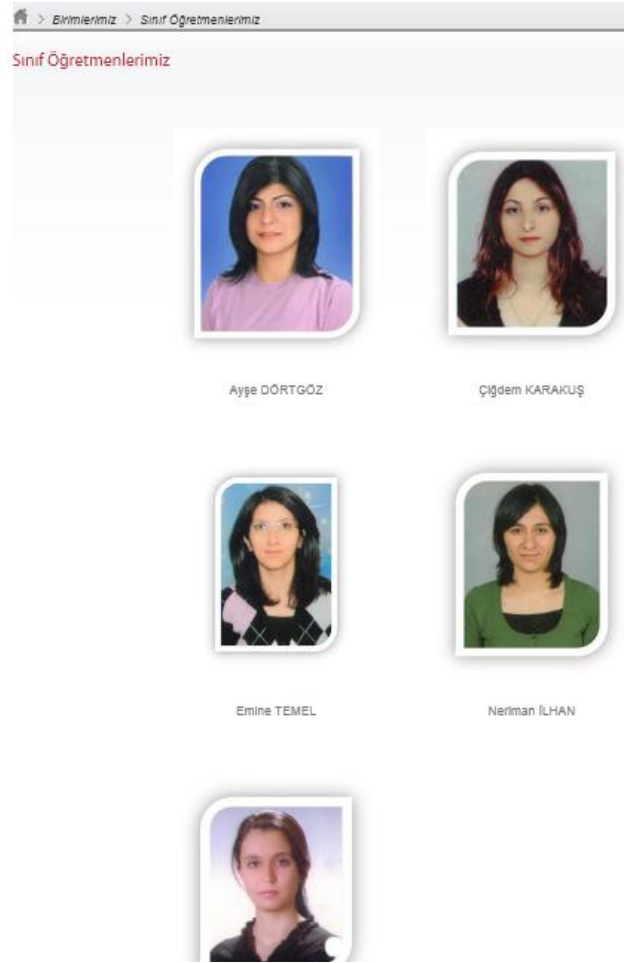 > Birimlerimiz > Sınıf Öğretmenlerimiz
Sınıf Öğretmenlerimiz
Ayşe DÖRTGÖZ
Çiğdem KARAKUŞ
Emine TEMEL
Neriman İLHAN